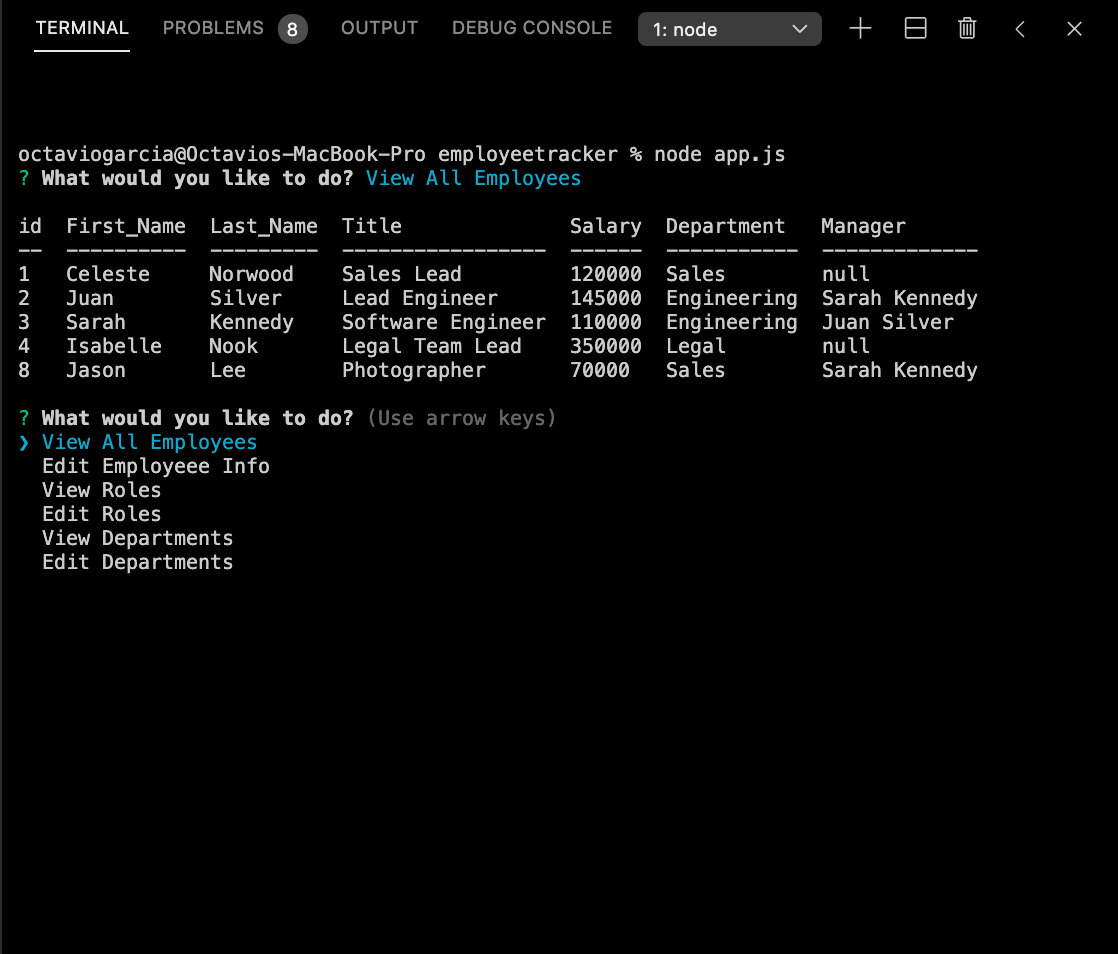 TERMINAL PROBLEMS 8 OUTPUT DEBUG CONSOLE 1: node
octaviogarcia@Octavios-MacBook-Pro employeetracker % node app.js
? What would you like to do? View All Employees
id First_Name Last_Name Title Salary Department Manager
-- ---------- --------- ----------------- ------ ----------- -------------
1 Celeste Norwood Sales Lead 120000 Sales null
2 Juan Silver Lead Engineer 145000 Engineering Sarah Kennedy
3 Sarah Kennedy Software Engineer 110000 Engineering Juan Silver
4 Isabelle Nook Legal Team Lead 350000 Legal null
8 Jason Lee Photographer 70000 Sales Sarah Kennedy
? What would you like to do? (Use arrow keys)
❯ View All Employees
Edit Employeee Info
View Roles
Edit Roles
View Departments
Edit Departments